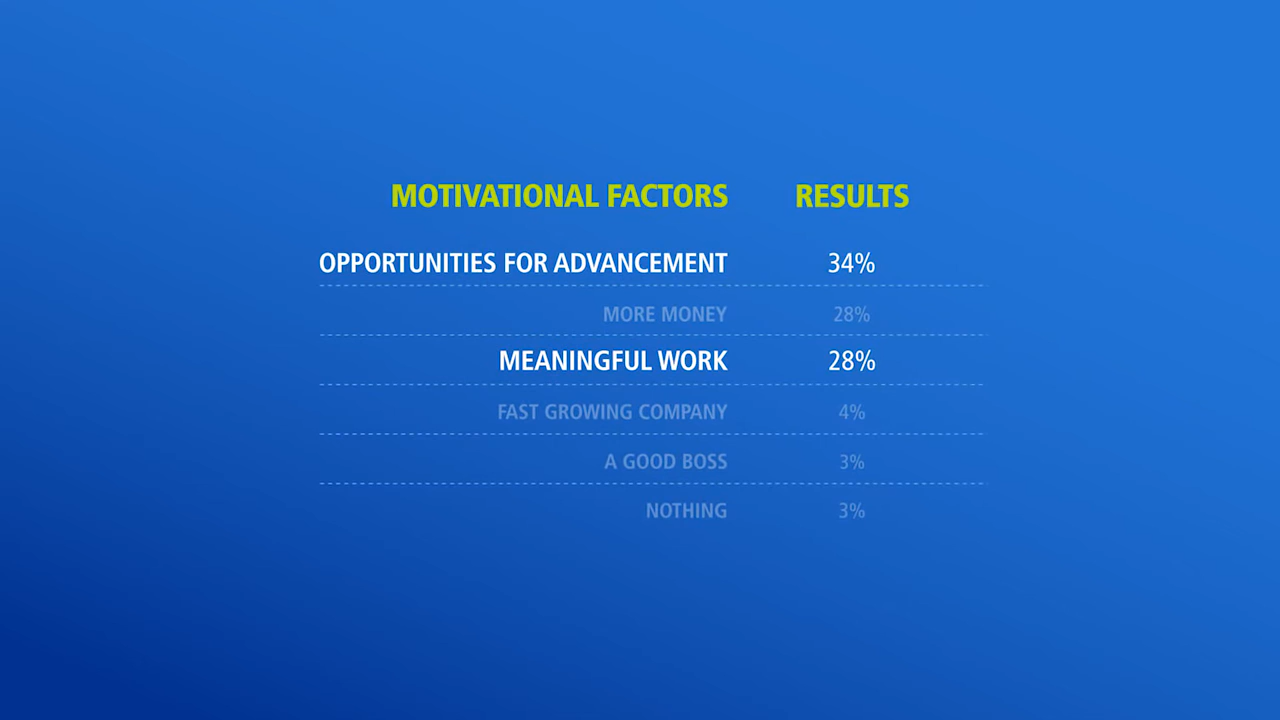 MOTIVATIONAL FACTORS RESULTS
OPPORTUNITIES FOR ADVANCEMENT 34%
MORE MONEY 28%
MEANINGFUL WORK 28%
FAST GROWING COMPANY 4%
A GOOD BOSS 3%
NOTHING 3%